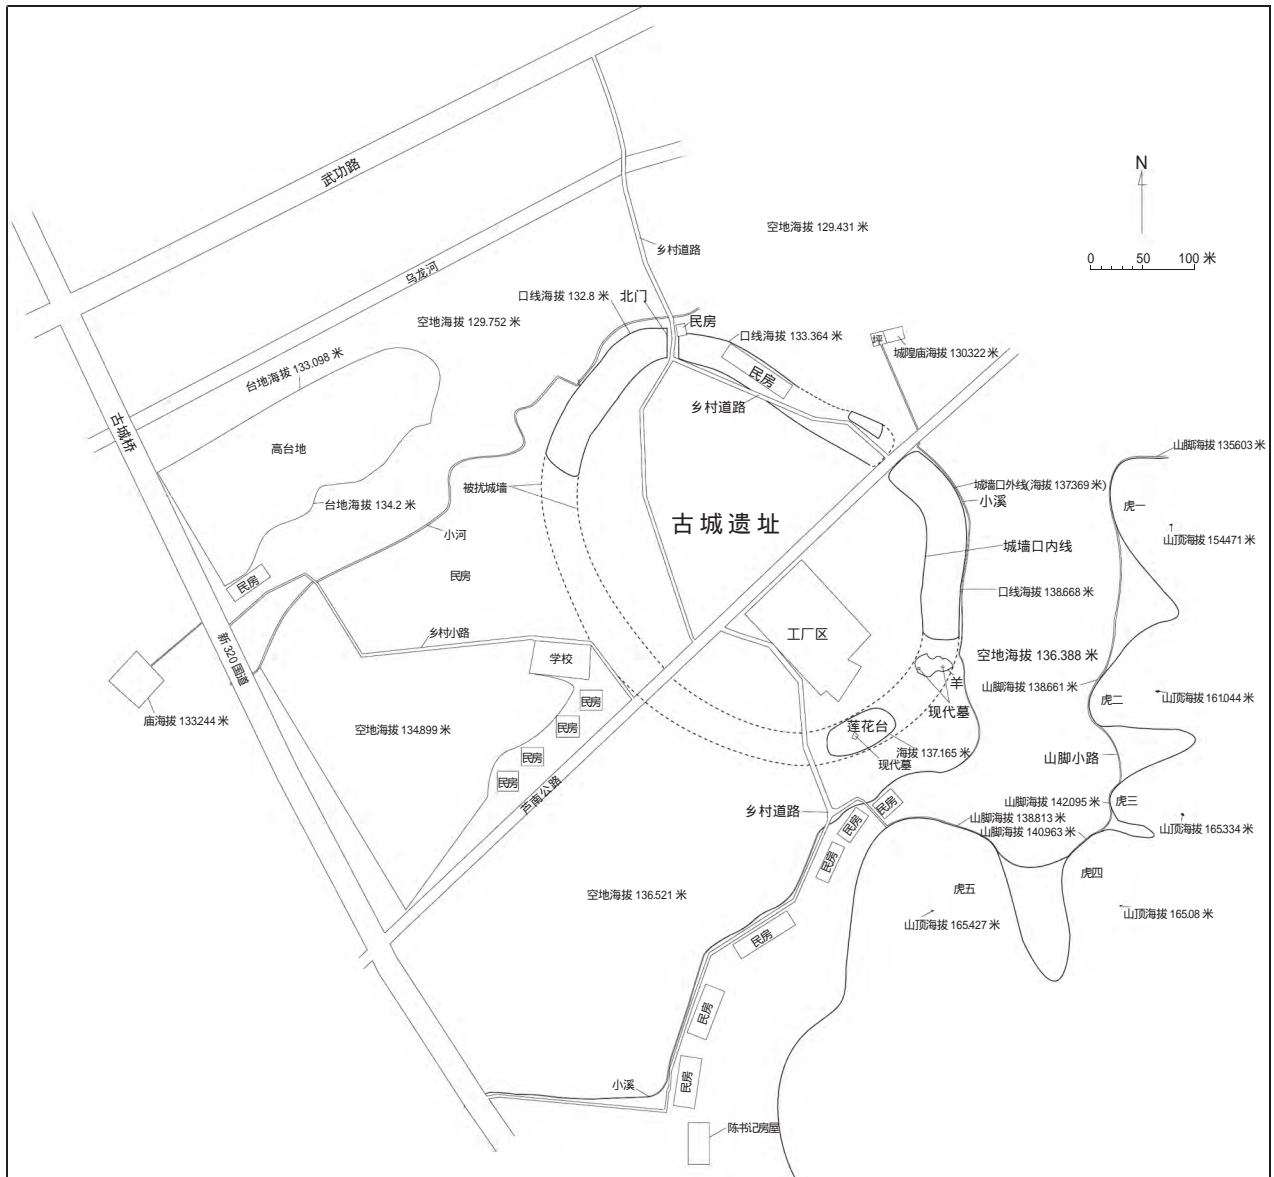 武功路
N
0 50 100 米
空地海拔 129.431 米
乡村道路
乌龙河
口线海拔 132.8 米
北门
民房
空地海拔 129.752 米
口线海拔 133.364 米
坪
城隍庙海拔 130.322 米
台地海拔 133.098 米
民房
乡村道路
古城桥
高台地
山脚海拔 135.603 米
被扰城墙
城墙口外线(海拔 137.369 米)
小溪
虎一
台地海拔 134.2 米
古城遗址
山顶海拔 154.471 米
小河
城墙口内线
民房
民房
口线海拔 138.668 米
新 320 国道
乡村小路
工厂区
学校
空地海拔 136.388 米
羊
山脚海拔 138.661 米
民房
虎二
山顶海拔 161.044 米
庙海拔 133.244 米
空地海拔 134.899 米
民房
现代墓
莲花台
海拔 137.165 米
现代墓
民房
山脚小路
民房
芦南公路
乡村道路
民房
山脚海拔 142.095 米
虎三
民房
山脚海拔 138.813 米
山脚海拔 140.963 米
山顶海拔 165.334 米
民房
虎四
虎五
空地海拔 136.521 米
山顶海拔 165.427 米
山顶海拔 165.08 米
民房
民房
小溪
民房
陈书记房屋